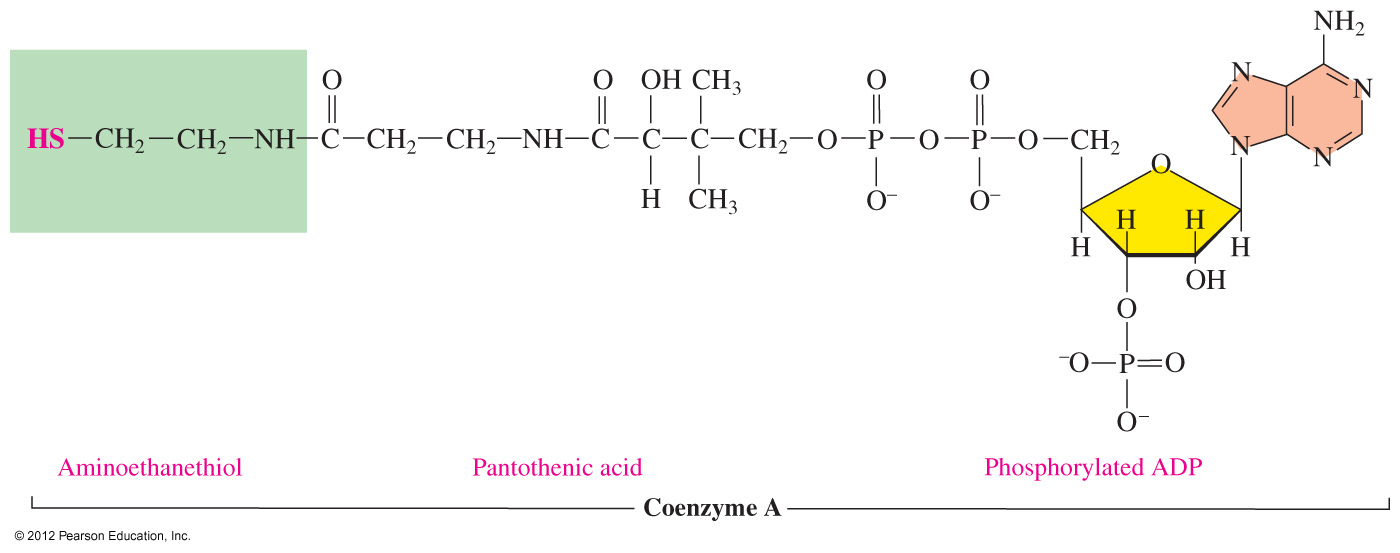 NH₂
O O OH CH₃ O O N N
HS—CH₂—CH₂—NH—C—CH₂—CH₂—NH—C—C—C—CH₂—O—P—O—P—O—CH₂ N N
O
H CH₃ O⁻ O⁻
H H H H
OH
O
⁻O—P=O
O⁻
Aminoethanethiol Pantothenic acid Phosphorylated ADP
Coenzyme A
© 2012 Pearson Education, Inc.